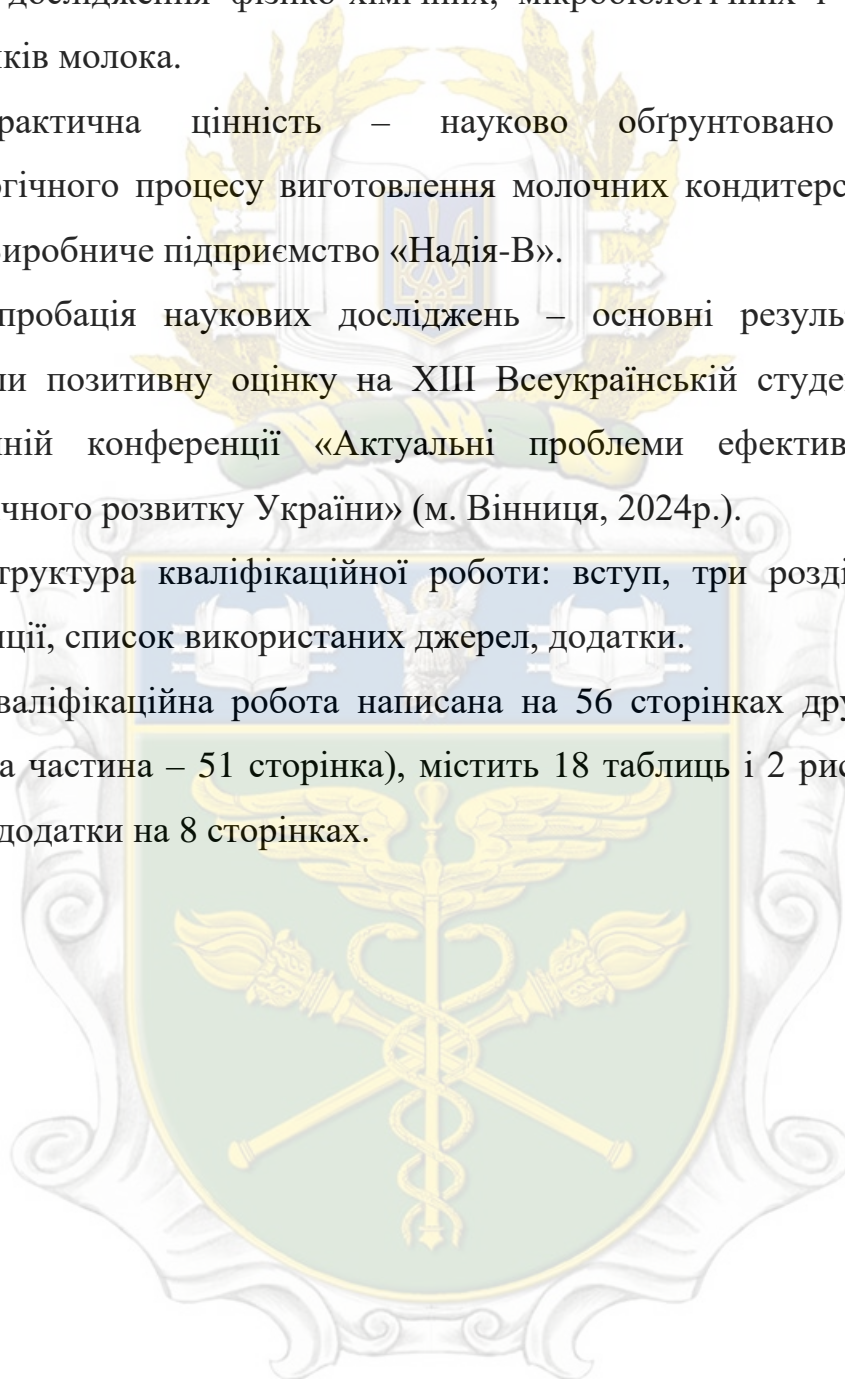 дослідження фізико-хімічних, мікробіологічних і
ків молока.
рактична цінність – науково обґрунтовано
гічного процесу виготовлення молочних кондитерс
иробниче підприємство «Надія-В».
пробація наукових досліджень – основні резуль
ли позитивну оцінку на XIII Всеукраїнській студе
ній конференції «Актуальні проблеми ефектив
чного розвитку України» (м. Вінниця, 2024р.).
труктура кваліфікаційної роботи: вступ, три розді
ції, список використаних джерел, додатки.
валіфікаційна робота написана на 56 сторінках дру
а частина – 51 сторінка), містить 18 таблиць і 2 рис
додатки на 8 сторінках.